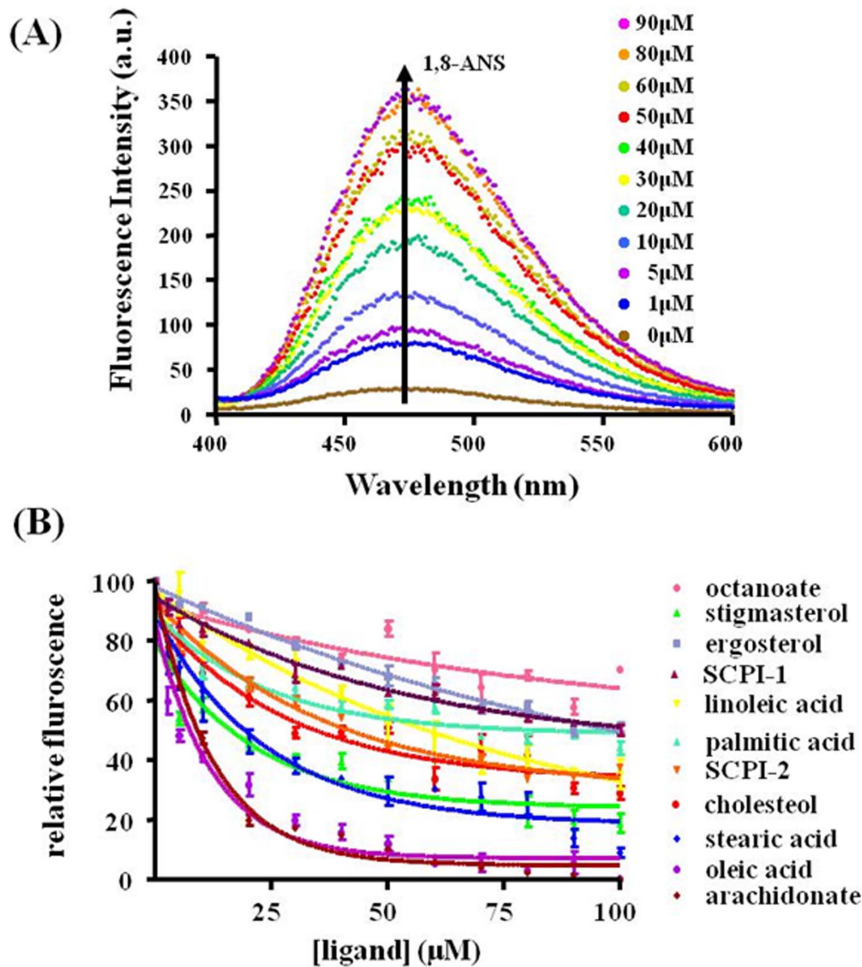 (A)
Fluorescence Intensity (a.u.)
400
350
300
250
200
150
100
50
0
1,8-ANS
90μM
80μM
60μM
50μM
40μM
30μM
20μM
10μM
5μM
1μM
0μM
400
450
500
550
600
Wavelength (nm)
(B)
relative fluroscence
100
80
60
40
20
0
25
50
75
100
[ligand] (μM)
octanoate
stigmasterol
ergosterol
SCPI-1
linoleic acid
palmitic acid
SCPI-2
cholesteol
stearic acid
oleic acid
arachidonate